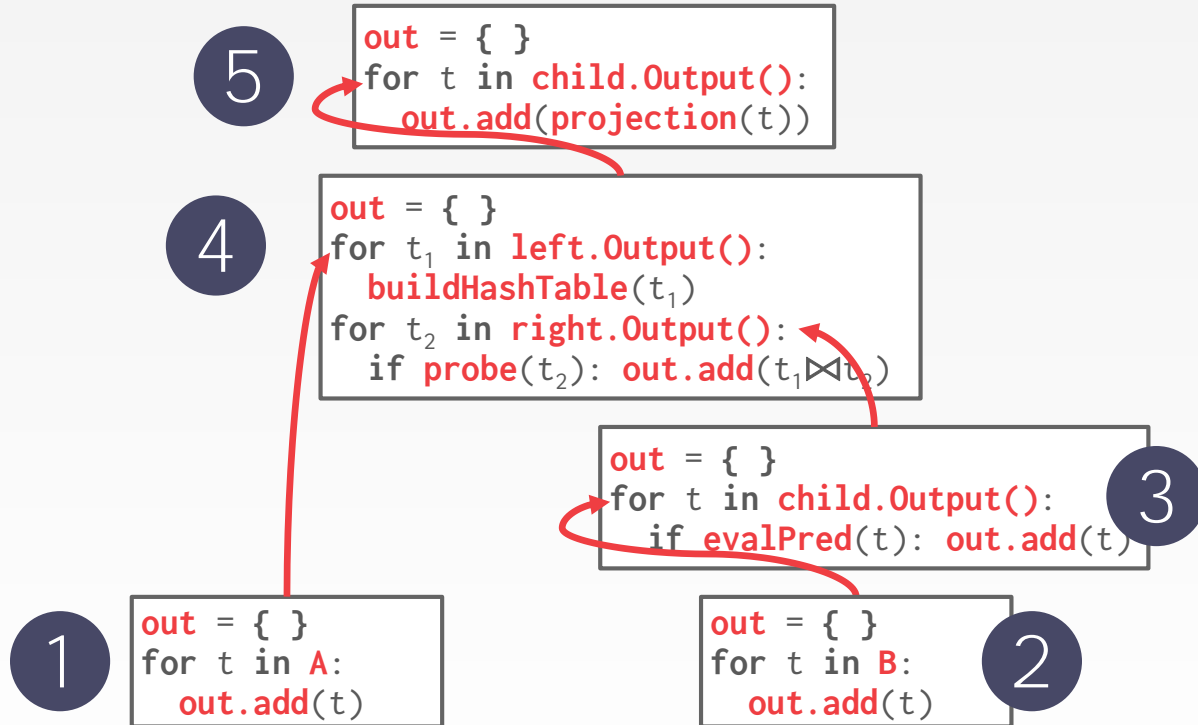 5
out = { }
for t in child.Output():
  out.add(projection(t))
4
out = { }
for t₁ in left.Output():
  buildHashTable(t₁)
for t₂ in right.Output():
  if probe(t₂): out.add(t₁⨝t₂)
3
out = { }
for t in child.Output():
  if evalPred(t): out.add(t)
1
out = { }
for t in A:
  out.add(t)
2
out = { }
for t in B:
  out.add(t)